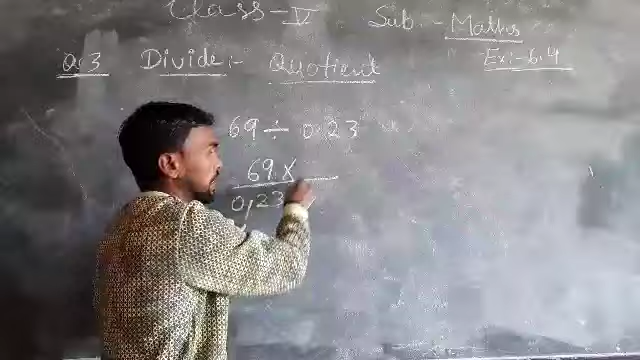 Class - V
Sub. - Maths
Ex:- 6.4
Q.3 Divide:- Quotient
69 ÷ 0.23
69 x
0.23